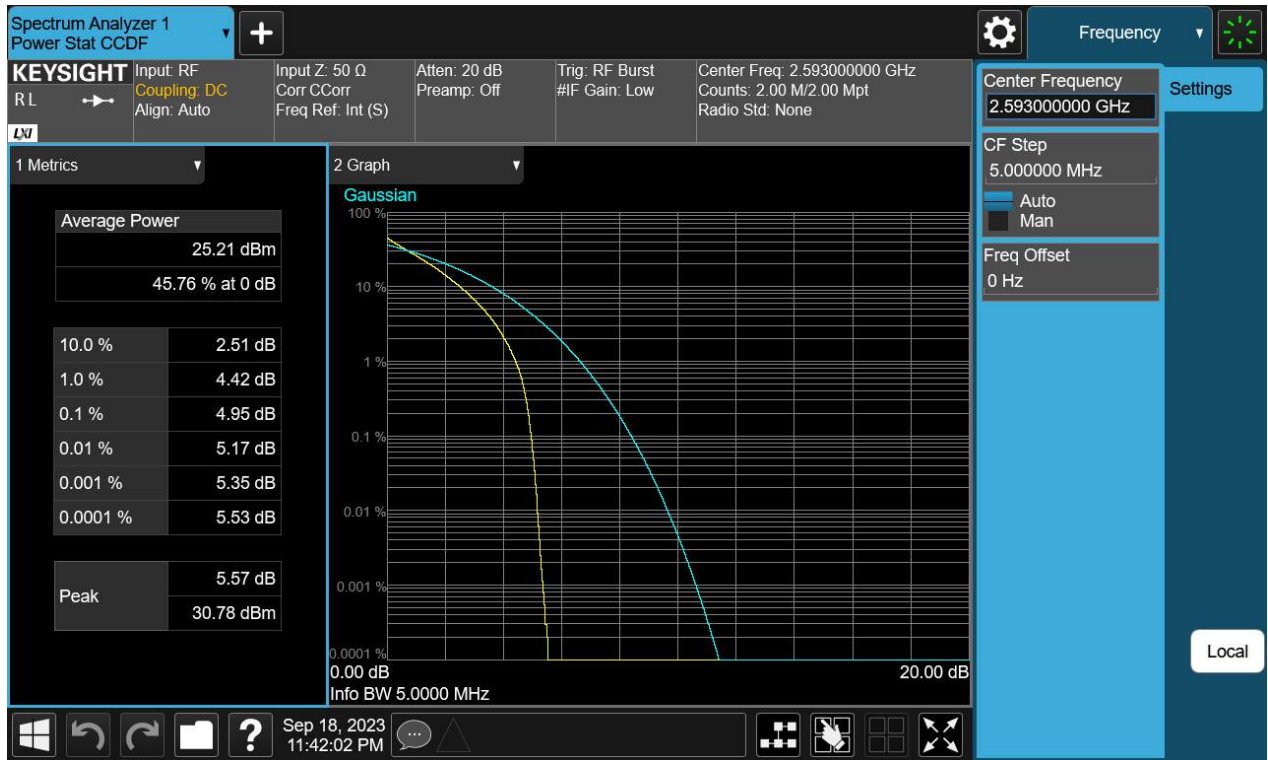 Spectrum Analyzer 1
Power Stat CCDF
+
Frequency
KEYSIGHT
RL
LXI
Input: RF
Coupling: DC
Align: Auto
Input Z: 50 Ω
Corr CCorr
Freq Ref: Int (S)
Atten: 20 dB
Preamp: Off
Trig: RF Burst
#IF Gain: Low
Center Freq: 2.593000000 GHz
Counts: 2.00 M/2.00 Mpt
Radio Std: None
Center Frequency
2.593000000 GHz
Settings
CF Step
5.000000 MHz
Auto
Man
Freq Offset
0 Hz
1 Metrics
Average Power
25.21 dBm
45.76 % at 0 dB
10.0 % 2.51 dB
1.0 % 4.42 dB
0.1 % 4.95 dB
0.01 % 5.17 dB
0.001 % 5.35 dB
0.0001 % 5.53 dB
Peak
5.57 dB
30.78 dBm
2 Graph
Gaussian
100 %
10 %
1 %
0.1 %
0.01 %
0.001 %
0.0001 %
0.00 dB 20.00 dB
Info BW 5.0000 MHz
Local
?
Sep 18, 2023
11:42:02 PM